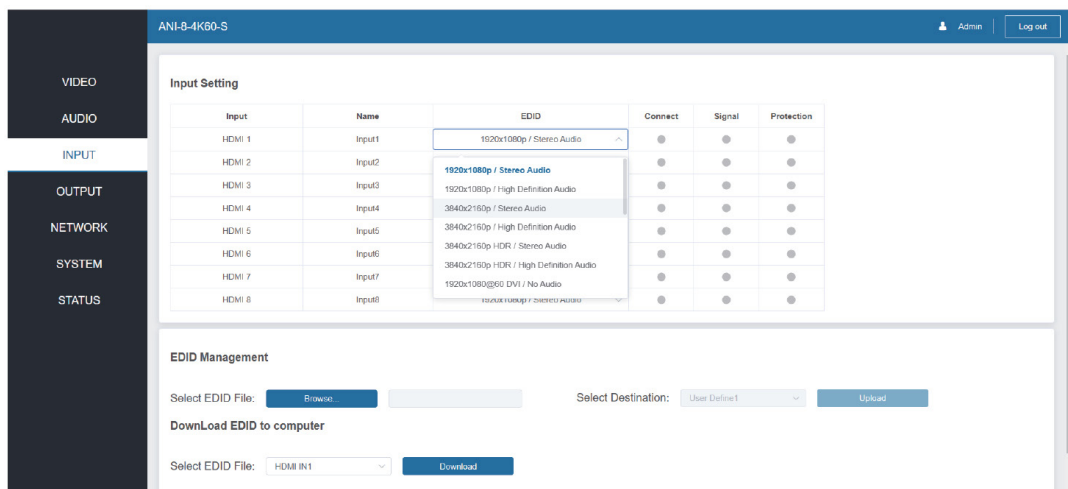 ANI-8-4K60-S
Admin
Log out
VIDEO
AUDIO
INPUT
OUTPUT
NETWORK
SYSTEM
STATUS
Input Setting
Input Name EDID Connect Signal Protection
HDMI 1 Input1 1920x1080p / Stereo Audio
HDMI 2 Input2
HDMI 3 Input3
HDMI 4 Input4
HDMI 5 Input5
HDMI 6 Input6
HDMI 7 Input7
HDMI 8 Input8 1920x1080p / Stereo Audio
1920x1080p / Stereo Audio
1920x1080p / High Definition Audio
3840x2160p / Stereo Audio
3840x2160p / High Definition Audio
3840x2160p HDR / Stereo Audio
3840x2160p HDR / High Definition Audio
1920x1080@60 DVI / No Audio
EDID Management
Select EDID File: Browse... Select Destination: User Define1 Upload
DownLoad EDID to computer
Select EDID File: HDMI IN1 Download